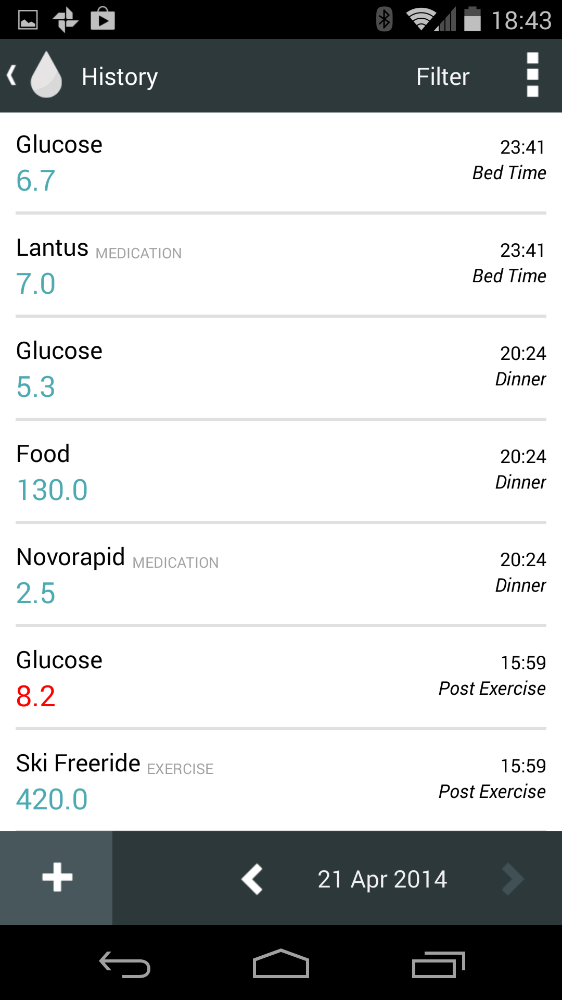 18:43
History Filter
Glucose 23:41
6.7 Bed Time
Lantus MEDICATION 23:41
7.0 Bed Time
Glucose 20:24
5.3 Dinner
Food 20:24
130.0 Dinner
Novorapid MEDICATION 20:24
2.5 Dinner
Glucose 15:59
8.2 Post Exercise
Ski Freeride EXERCISE 15:59
420.0 Post Exercise
21 Apr 2014